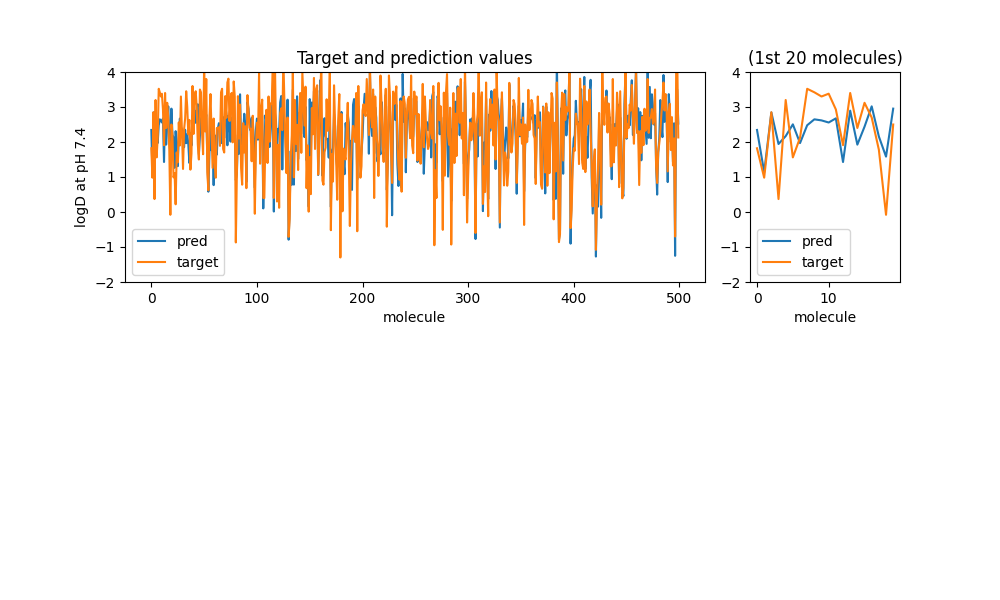 Target and prediction values
logD at pH 7.4
4
3
2
1
0
−1
−2
pred
target
0
100
200
300
400
500
molecule
(1st 20 molecules)
4
3
2
1
0
−1
−2
pred
target
0
10
molecule